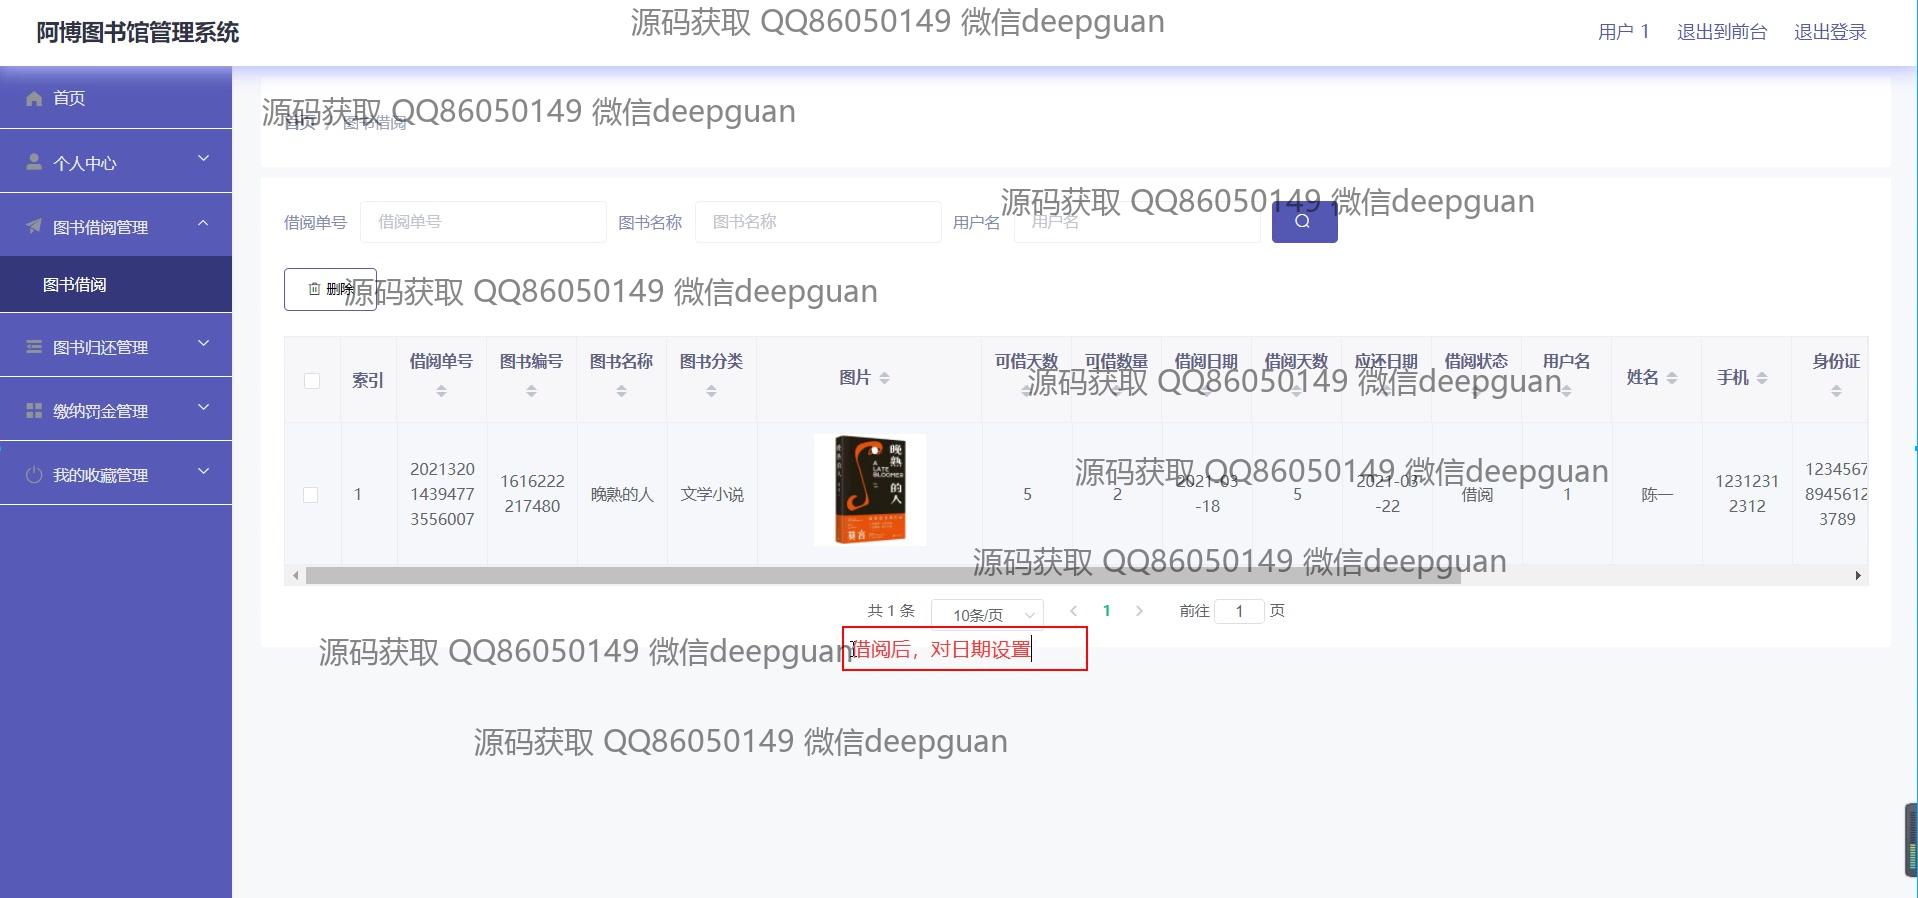 阿博图书馆管理系统
源码获取 QQ86050149 微信deepguan
用户 1 退出到前台 退出登录
首页
源码获取 QQ86050149 微信deepguan
首页 / 图书借阅
个人中心
图书借阅管理
图书借阅
图书归还管理
缴纳罚金管理
我的收藏管理
源码获取 QQ86050149 微信deepguan
借阅单号 借阅单号 图书名称 图书名称 用户名 用户名
删除
源码获取 QQ86050149 微信deepguan
索引 借阅单号 图书编号 图书名称 图书分类 图片 可借天数 可借数量 借阅日期 借阅天数 应还日期 借阅状态 用户名 姓名 手机 身份证
源码获取 QQ86050149 微信deepguan
源码获取 QQ86050149 微信deepguan
1 2021320 1439477 3556007 1616222 217480 晚熟的人 文学小说 5 2 2021-03 -18 5 2021-03 -22 借阅 1 陈一 1231231 2312 1234567 8945612 3789
晚熟的人
A LATE BLOOMER
莫言
源码获取 QQ86050149 微信deepguan
共 1 条 10条/页 1 前往 1 页
源码获取 QQ86050149 微信deepguan
借阅后，对日期设置
源码获取 QQ86050149 微信deepguan